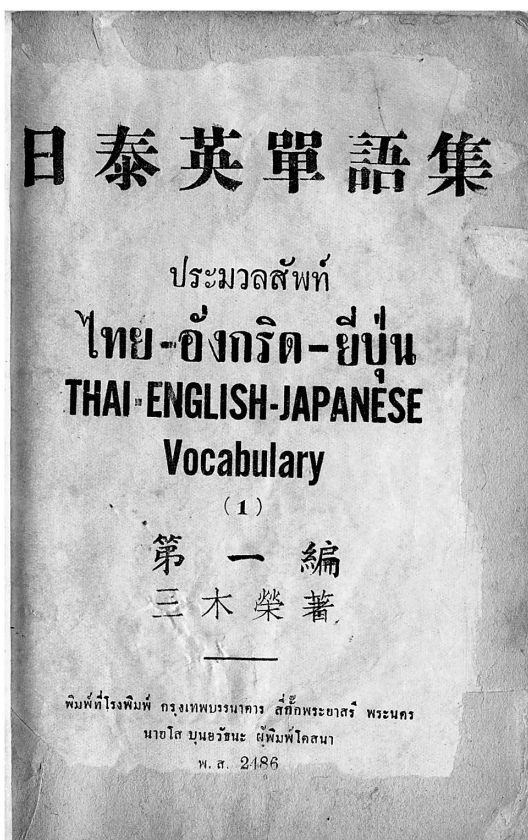 日泰英單語集
ประมวลสัพท์
ไทย-อังกริด-ยี่ปุ่น
THAI-ENGLISH-JAPANESE
Vocabulary
(1)
第一編
三木榮著
พิมพ์ที่โรงพิมพ์ กรุงเทพบรรนาคาร สี่กั๊กพระยาสรี พระนคร
นายโส บุนยวัธนะ ผู้พิมพ์โคสนา
พ. ส. 2486